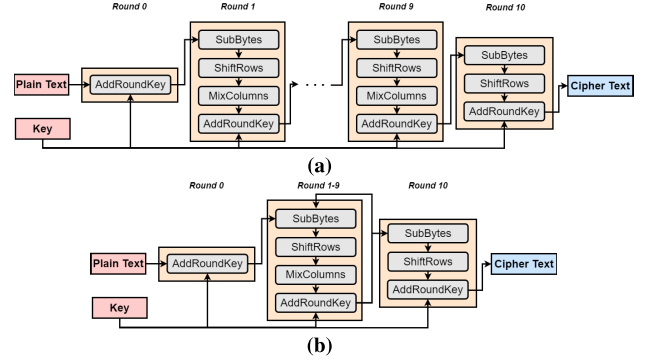 Round 0
Round 1
Round 9
Round 10
SubBytes
ShiftRows
MixColumns
AddRoundKey
Plain Text
AddRoundKey
Key
. . .
SubBytes
ShiftRows
MixColumns
AddRoundKey
SubBytes
ShiftRows
AddRoundKey
Cipher Text
(a)
Round 0
Round 1-9
Round 10
Plain Text
AddRoundKey
Key
SubBytes
ShiftRows
MixColumns
AddRoundKey
SubBytes
ShiftRows
AddRoundKey
Cipher Text
(b)